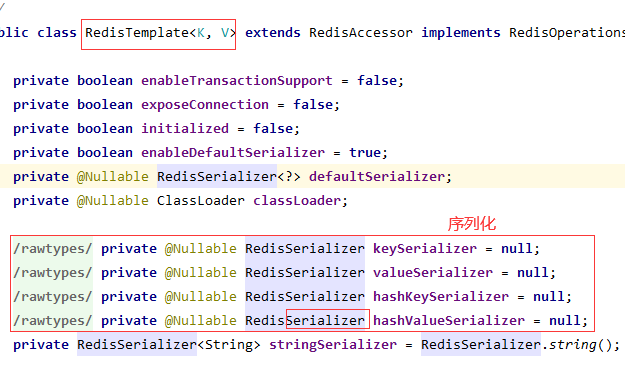 /
blic class RedisTemplate<K, V> extends RedisAccessor implements RedisOperations
private boolean enableTransactionSupport = false;
private boolean exposeConnection = false;
private boolean initialized = false;
private boolean enableDefaultSerializer = true;
private @Nullable RedisSerializer<?> defaultSerializer;
private @Nullable ClassLoader classLoader;
序列化
/rawtypes/ private @Nullable RedisSerializer keySerializer = null;
/rawtypes/ private @Nullable RedisSerializer valueSerializer = null;
/rawtypes/ private @Nullable RedisSerializer hashKeySerializer = null;
/rawtypes/ private @Nullable RedisSerializer hashValueSerializer = null;
private RedisSerializer<String> stringSerializer = RedisSerializer.string();